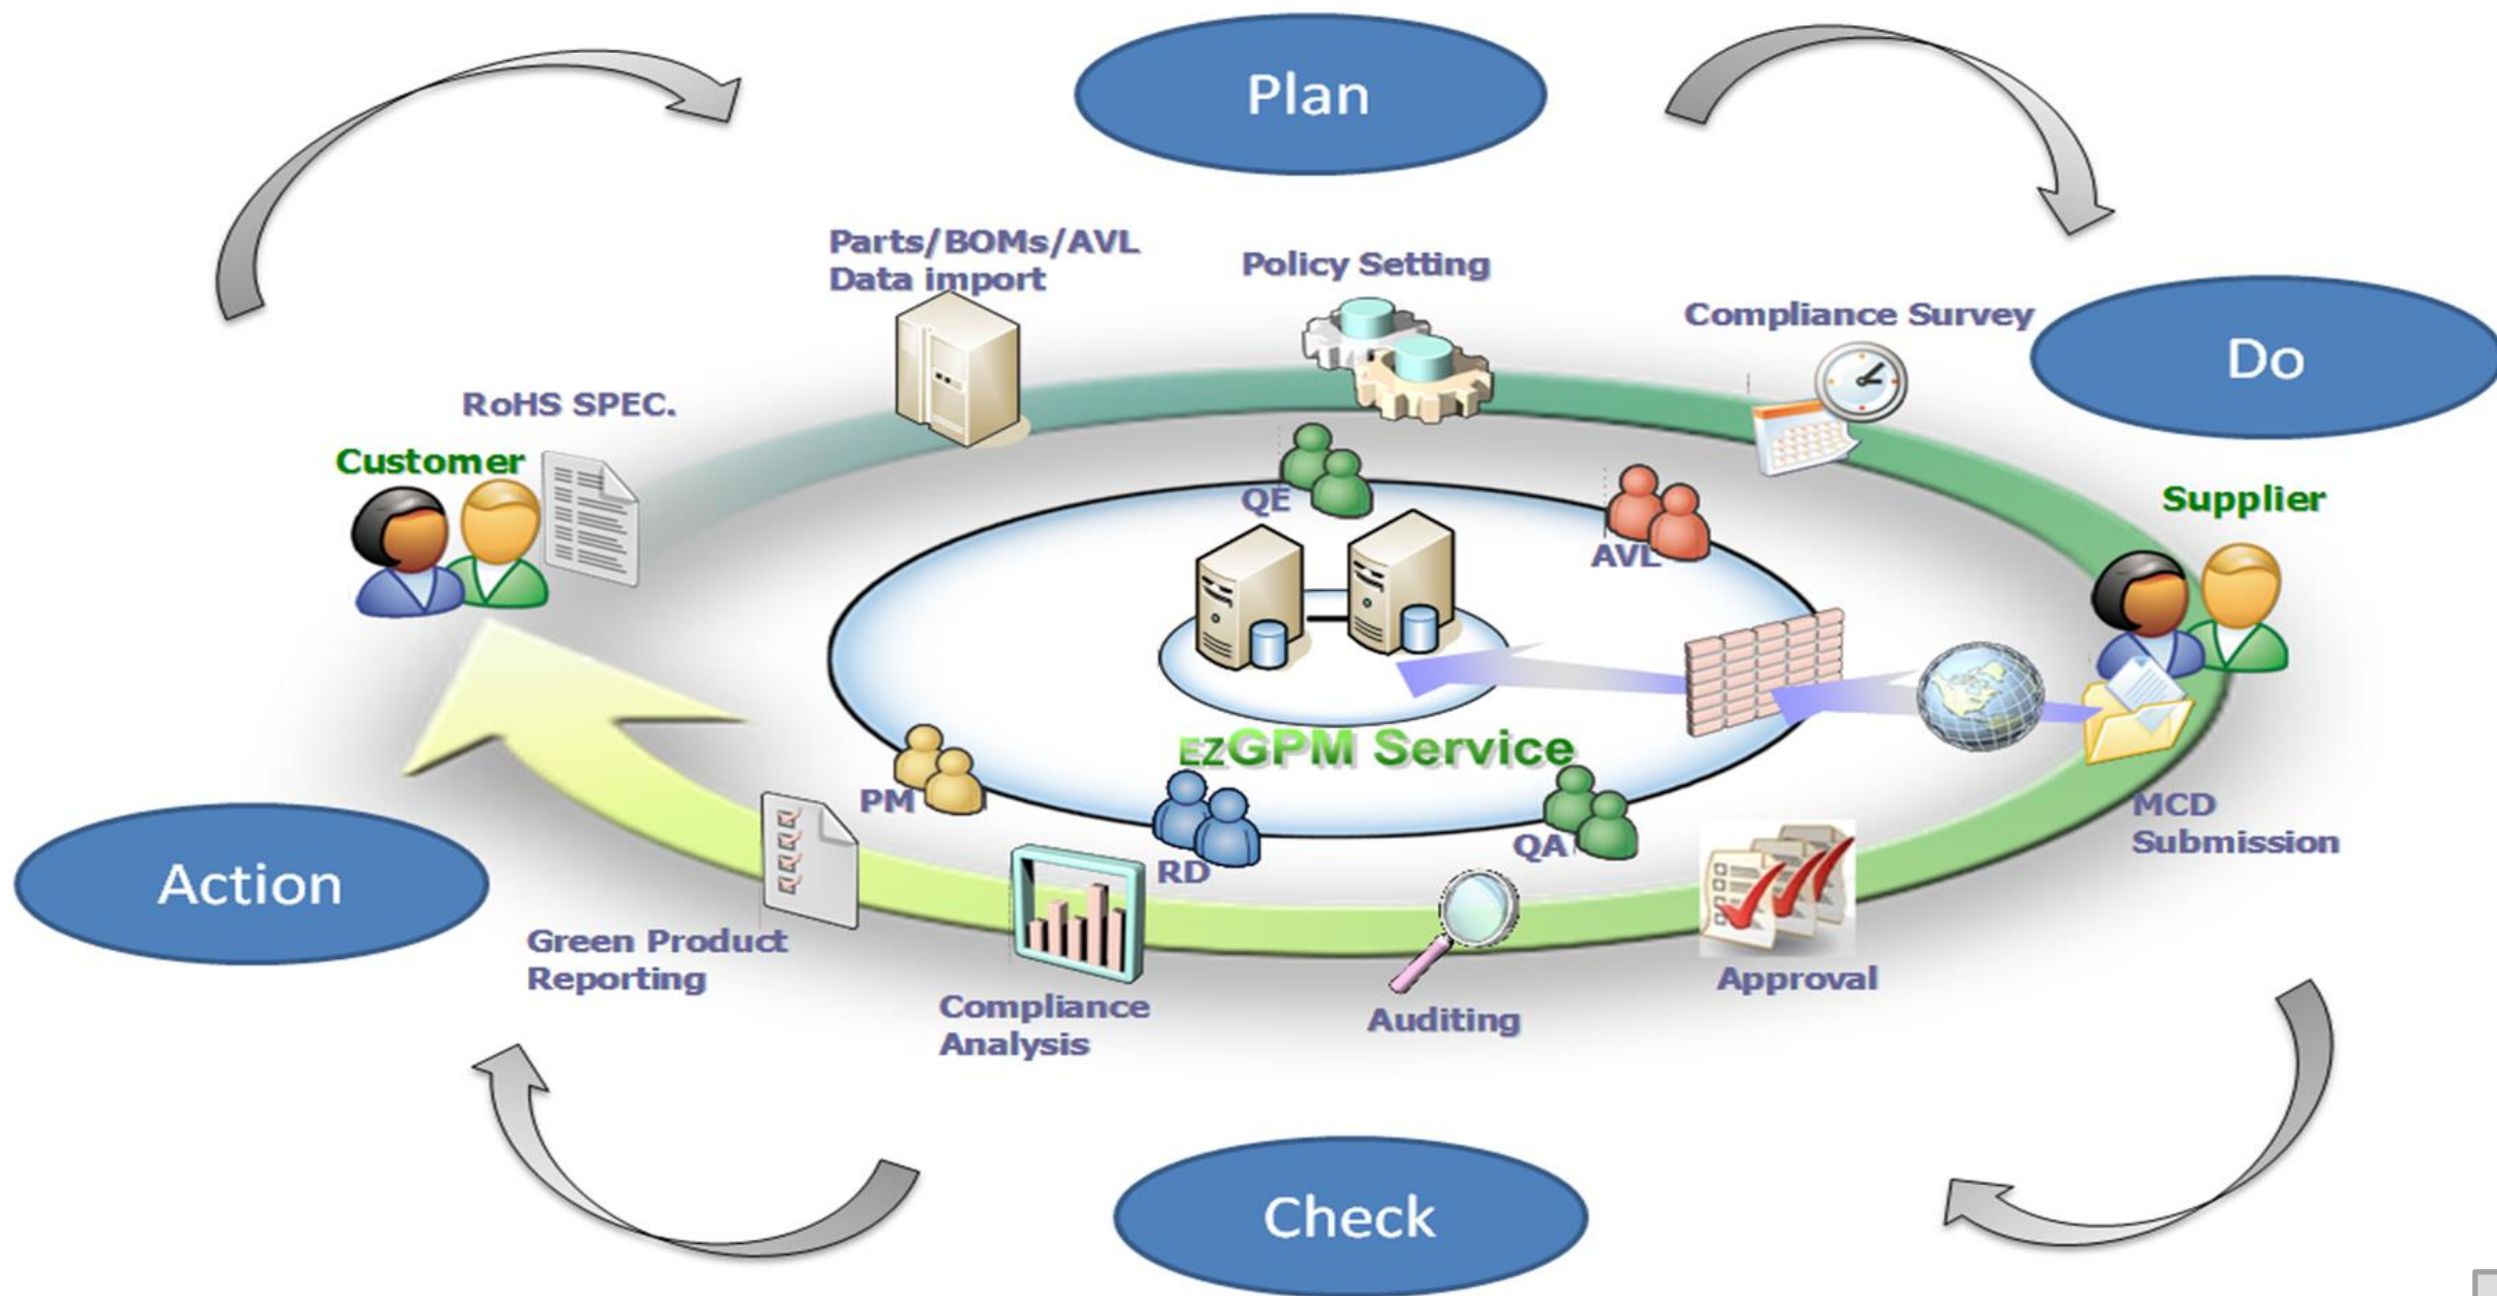 Plan
Parts/BOMs/AVL
Data import
Policy Setting
Compliance Survey
Do
RoHS SPEC.
Customer
QE
AVL
Supplier
EZGPM Service
PM
RD
QA
MCD
Submission
Action
Green Product
Reporting
Compliance
Analysis
Auditing
Approval
Check